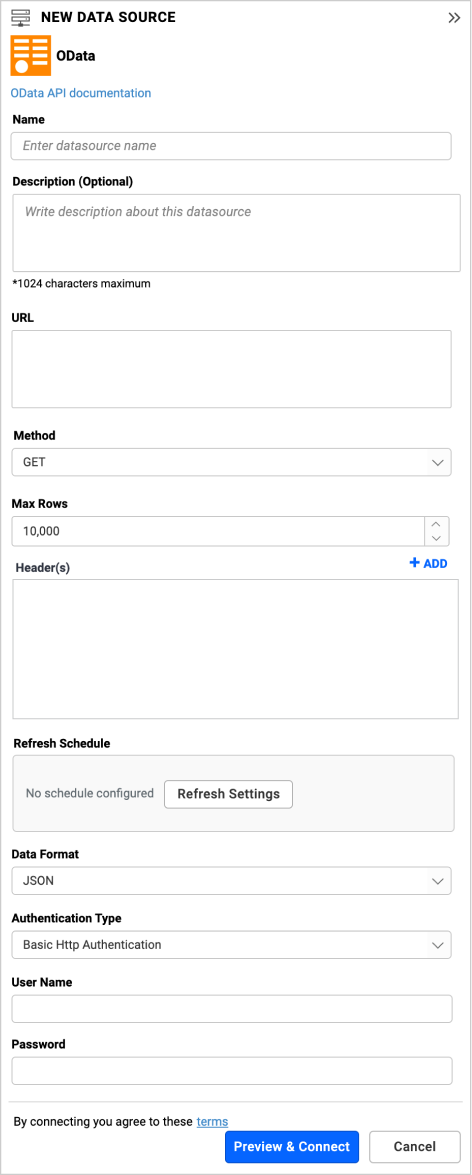 NEW DATA SOURCE
OData
OData API documentation
Name
Enter datasource name
Description (Optional)
Write description about this datasource
*1024 characters maximum
URL
Method
GET
Max Rows
10,000
Header(s)
+ ADD
Refresh Schedule
No schedule configured Refresh Settings
Data Format
JSON
Authentication Type
Basic Http Authentication
User Name
Password
By connecting you agree to these terms
Preview & Connect Cancel